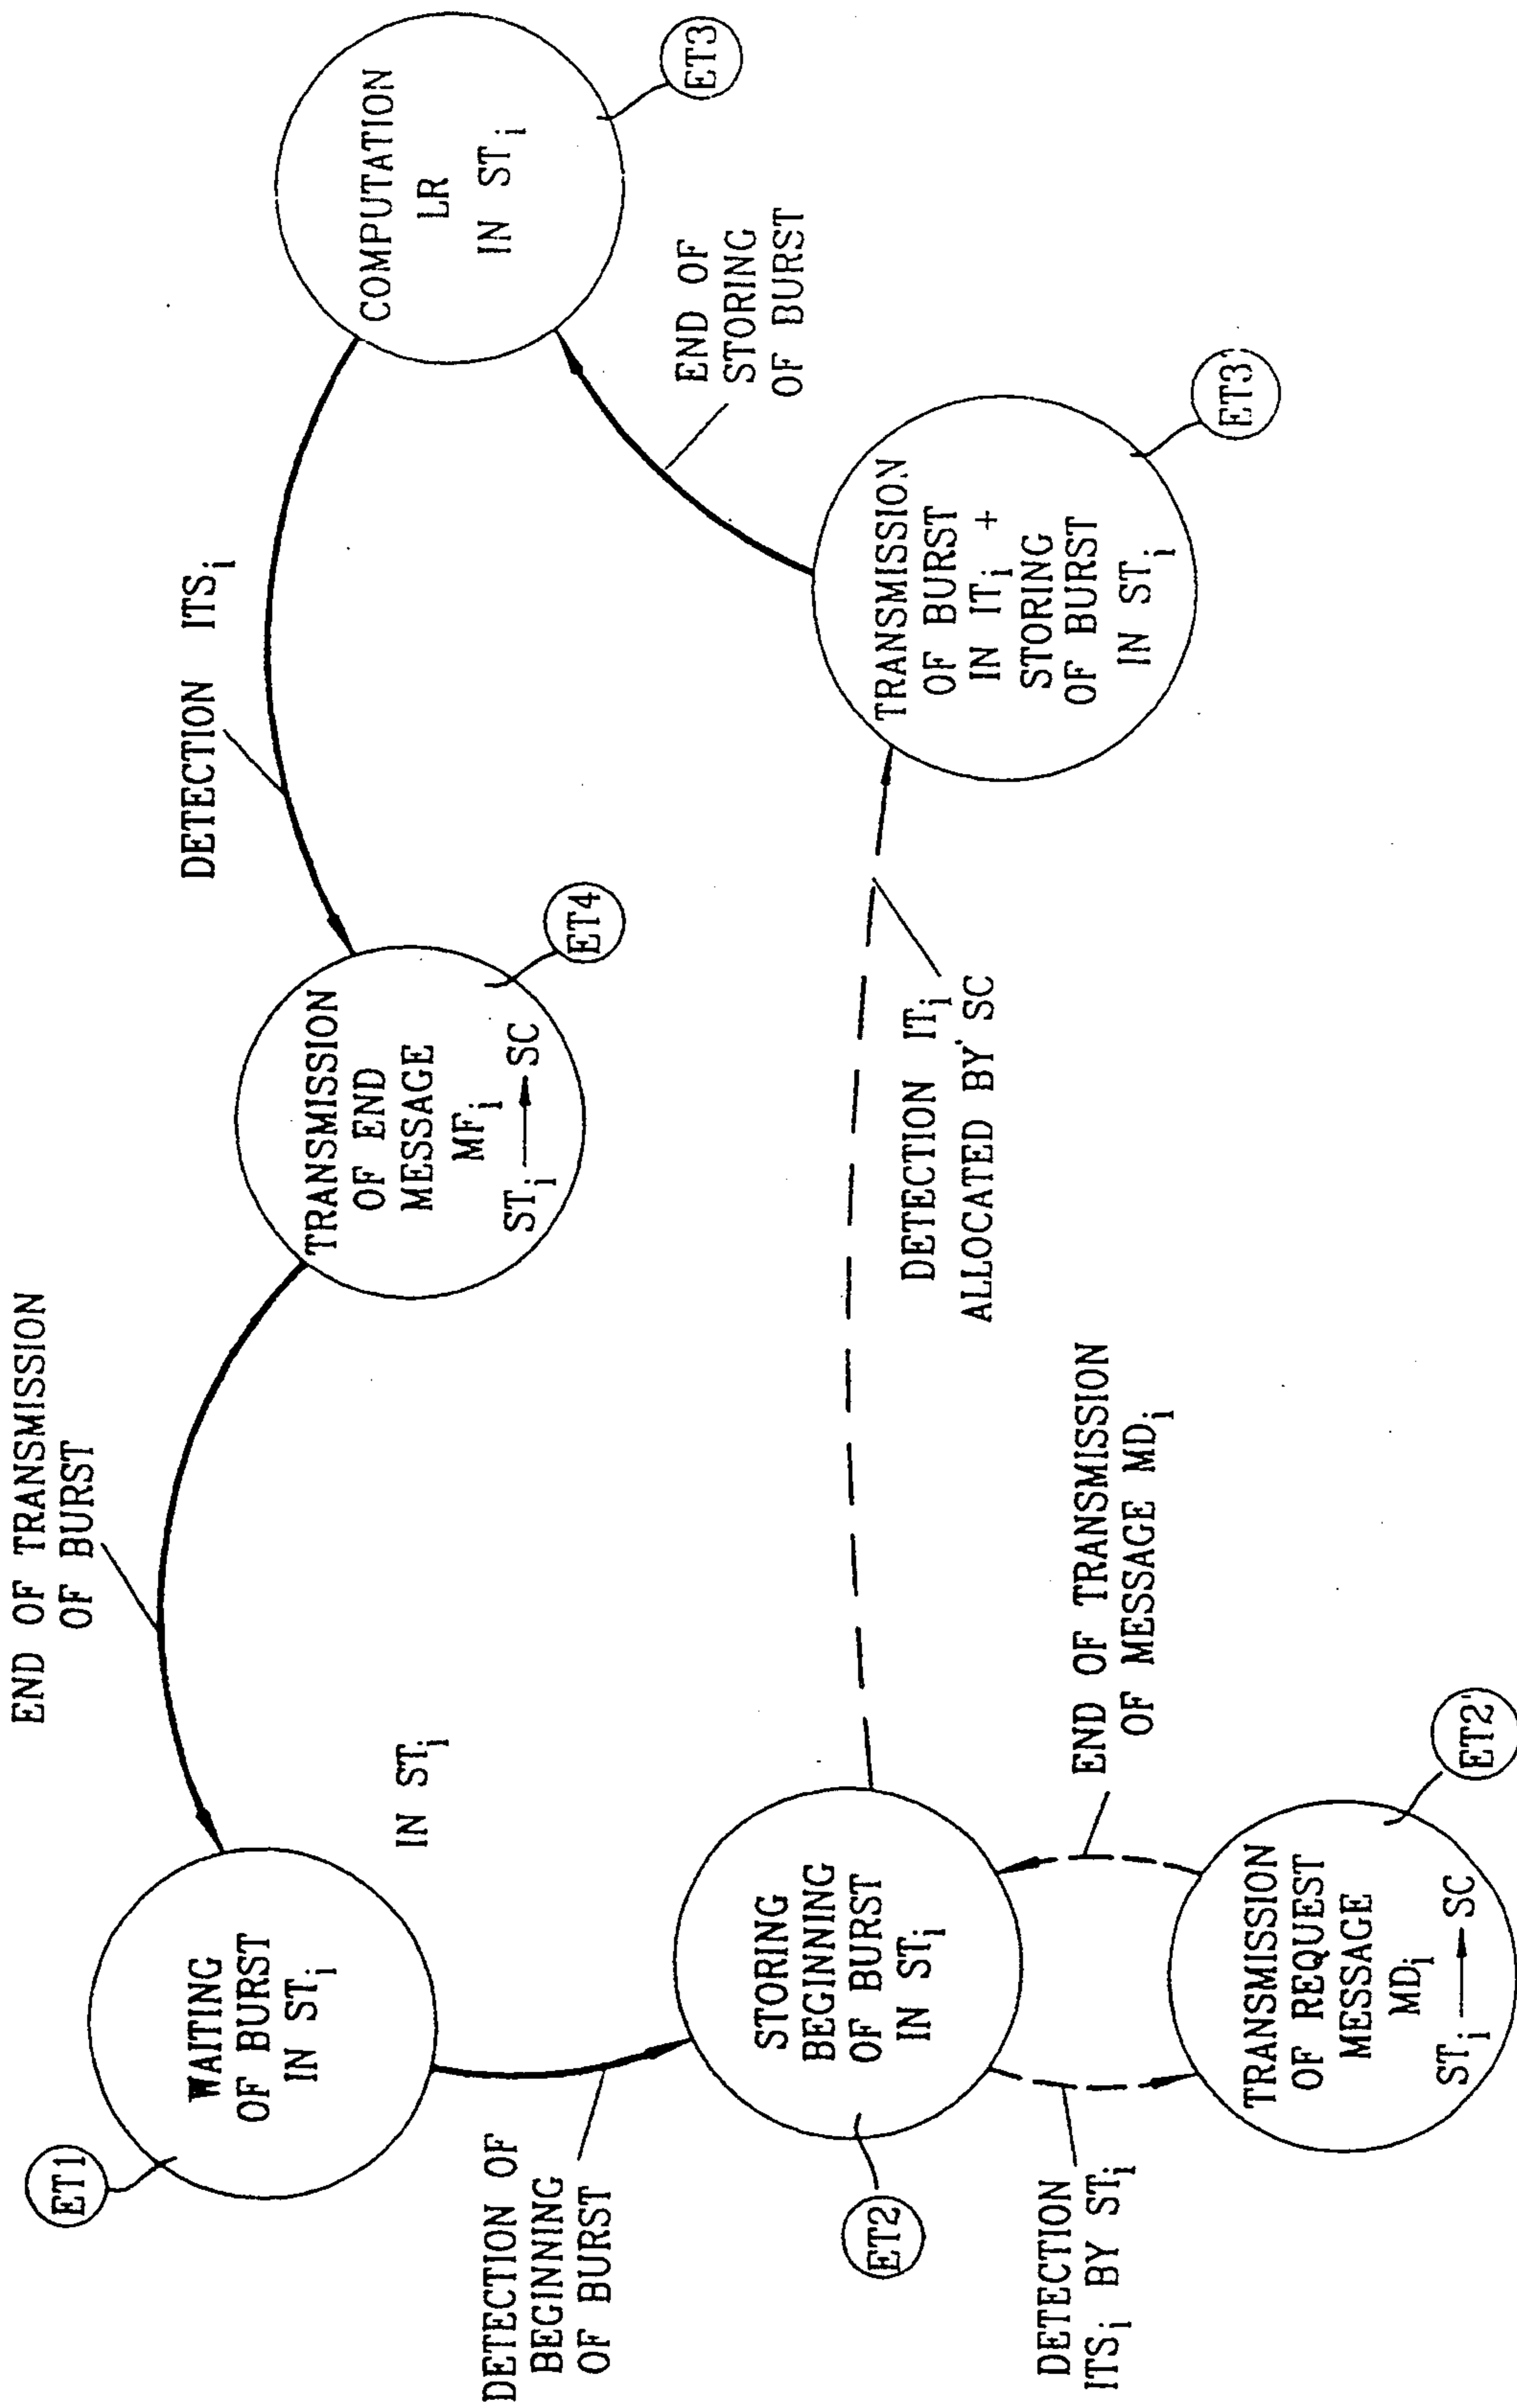 END OF TRANSMISSION
OF BURST
ET1
WAITING
OF BURST
IN STi
IN STi
DETECTION OF
BEGINNING
OF BURST
ET2
STORING
BEGINNING
OF BURST
IN STi
DETECTION
ITSi BY STi
END OF TRANSMISSION
OF MESSAGE MDi
TRANSMISSION
OF REQUEST
MESSAGE
MDi
STi → SC
ET2'
DETECTION ITi
ALLOCATED BY SC
TRANSMISSION
OF BURST
IN ITi +
STORING
OF BURST
IN STi
ET3'
END OF
STORING
OF BURST
COMPUTATION
LR
IN STi
ET3
DETECTION ITSi
TRANSMISSION
OF END
MESSAGE
MFi
STi → SC
ET4